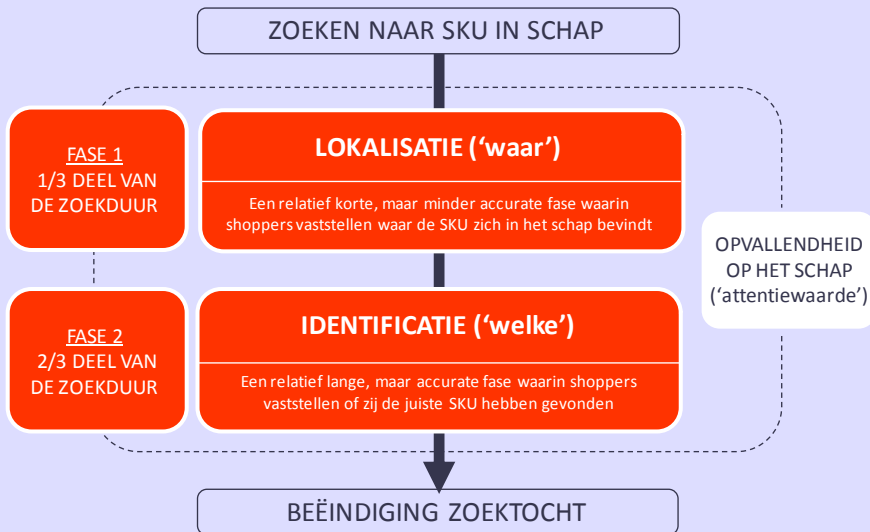 ZOEKEN NAAR SKU IN SCHAP
FASE 1
1/3 DEEL VAN
DE ZOEKDUUR
LOKALISATIE (‘waar’)
Een relatief korte, maar minder accurate fase waarin
shoppers vaststellen waar de SKU zich in het schap bevindt
OPVALLENDHEID
OP HET SCHAP
(‘attentiewaarde’)
FASE 2
2/3 DEEL VAN
DE ZOEKDUUR
IDENTIFICATIE (‘welke’)
Een relatief lange, maar accurate fase waarin shoppers
vaststellen of zij de juiste SKU hebben gevonden
BEËINDIGING ZOEKTOCHT